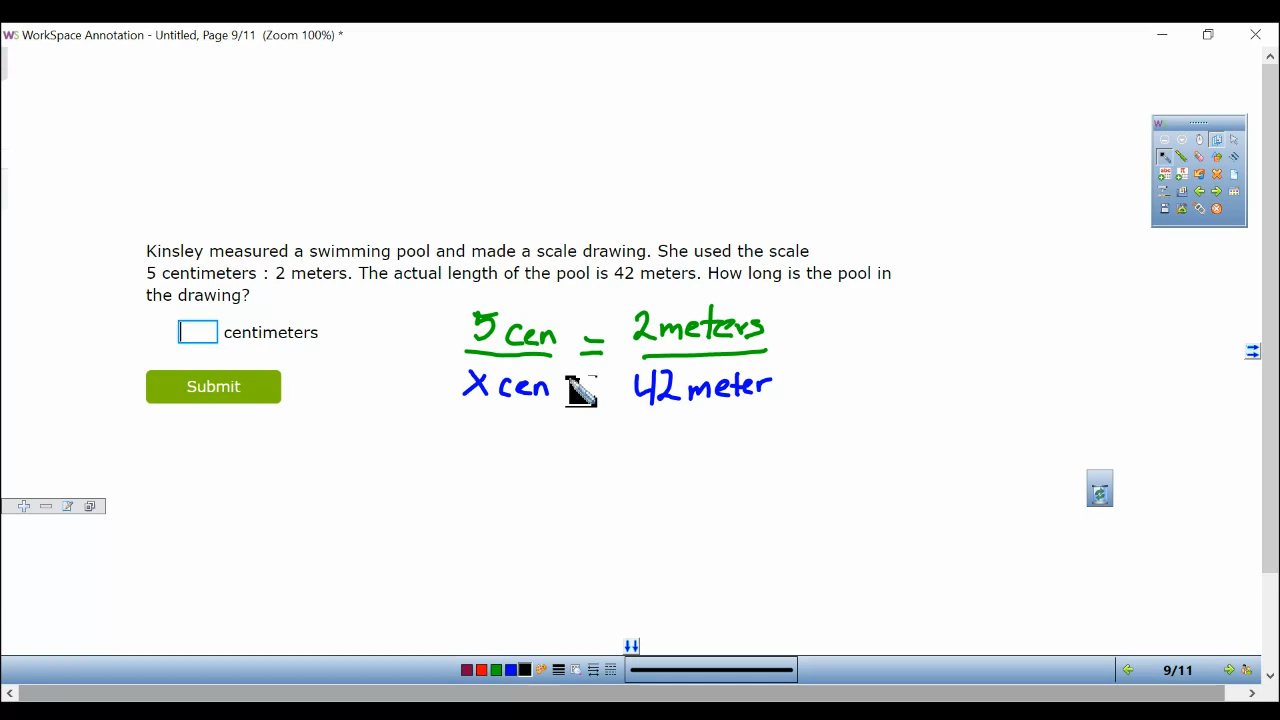 WS WorkSpace Annotation - Untitled, Page 9/11 (Zoom 100%) *
WS
Kinsley measured a swimming pool and made a scale drawing. She used the scale
5 centimeters : 2 meters. The actual length of the pool is 42 meters. How long is the pool in
the drawing?
centimeters
Submit
5 cen = 2 meters
x cen 42 meter
9/11